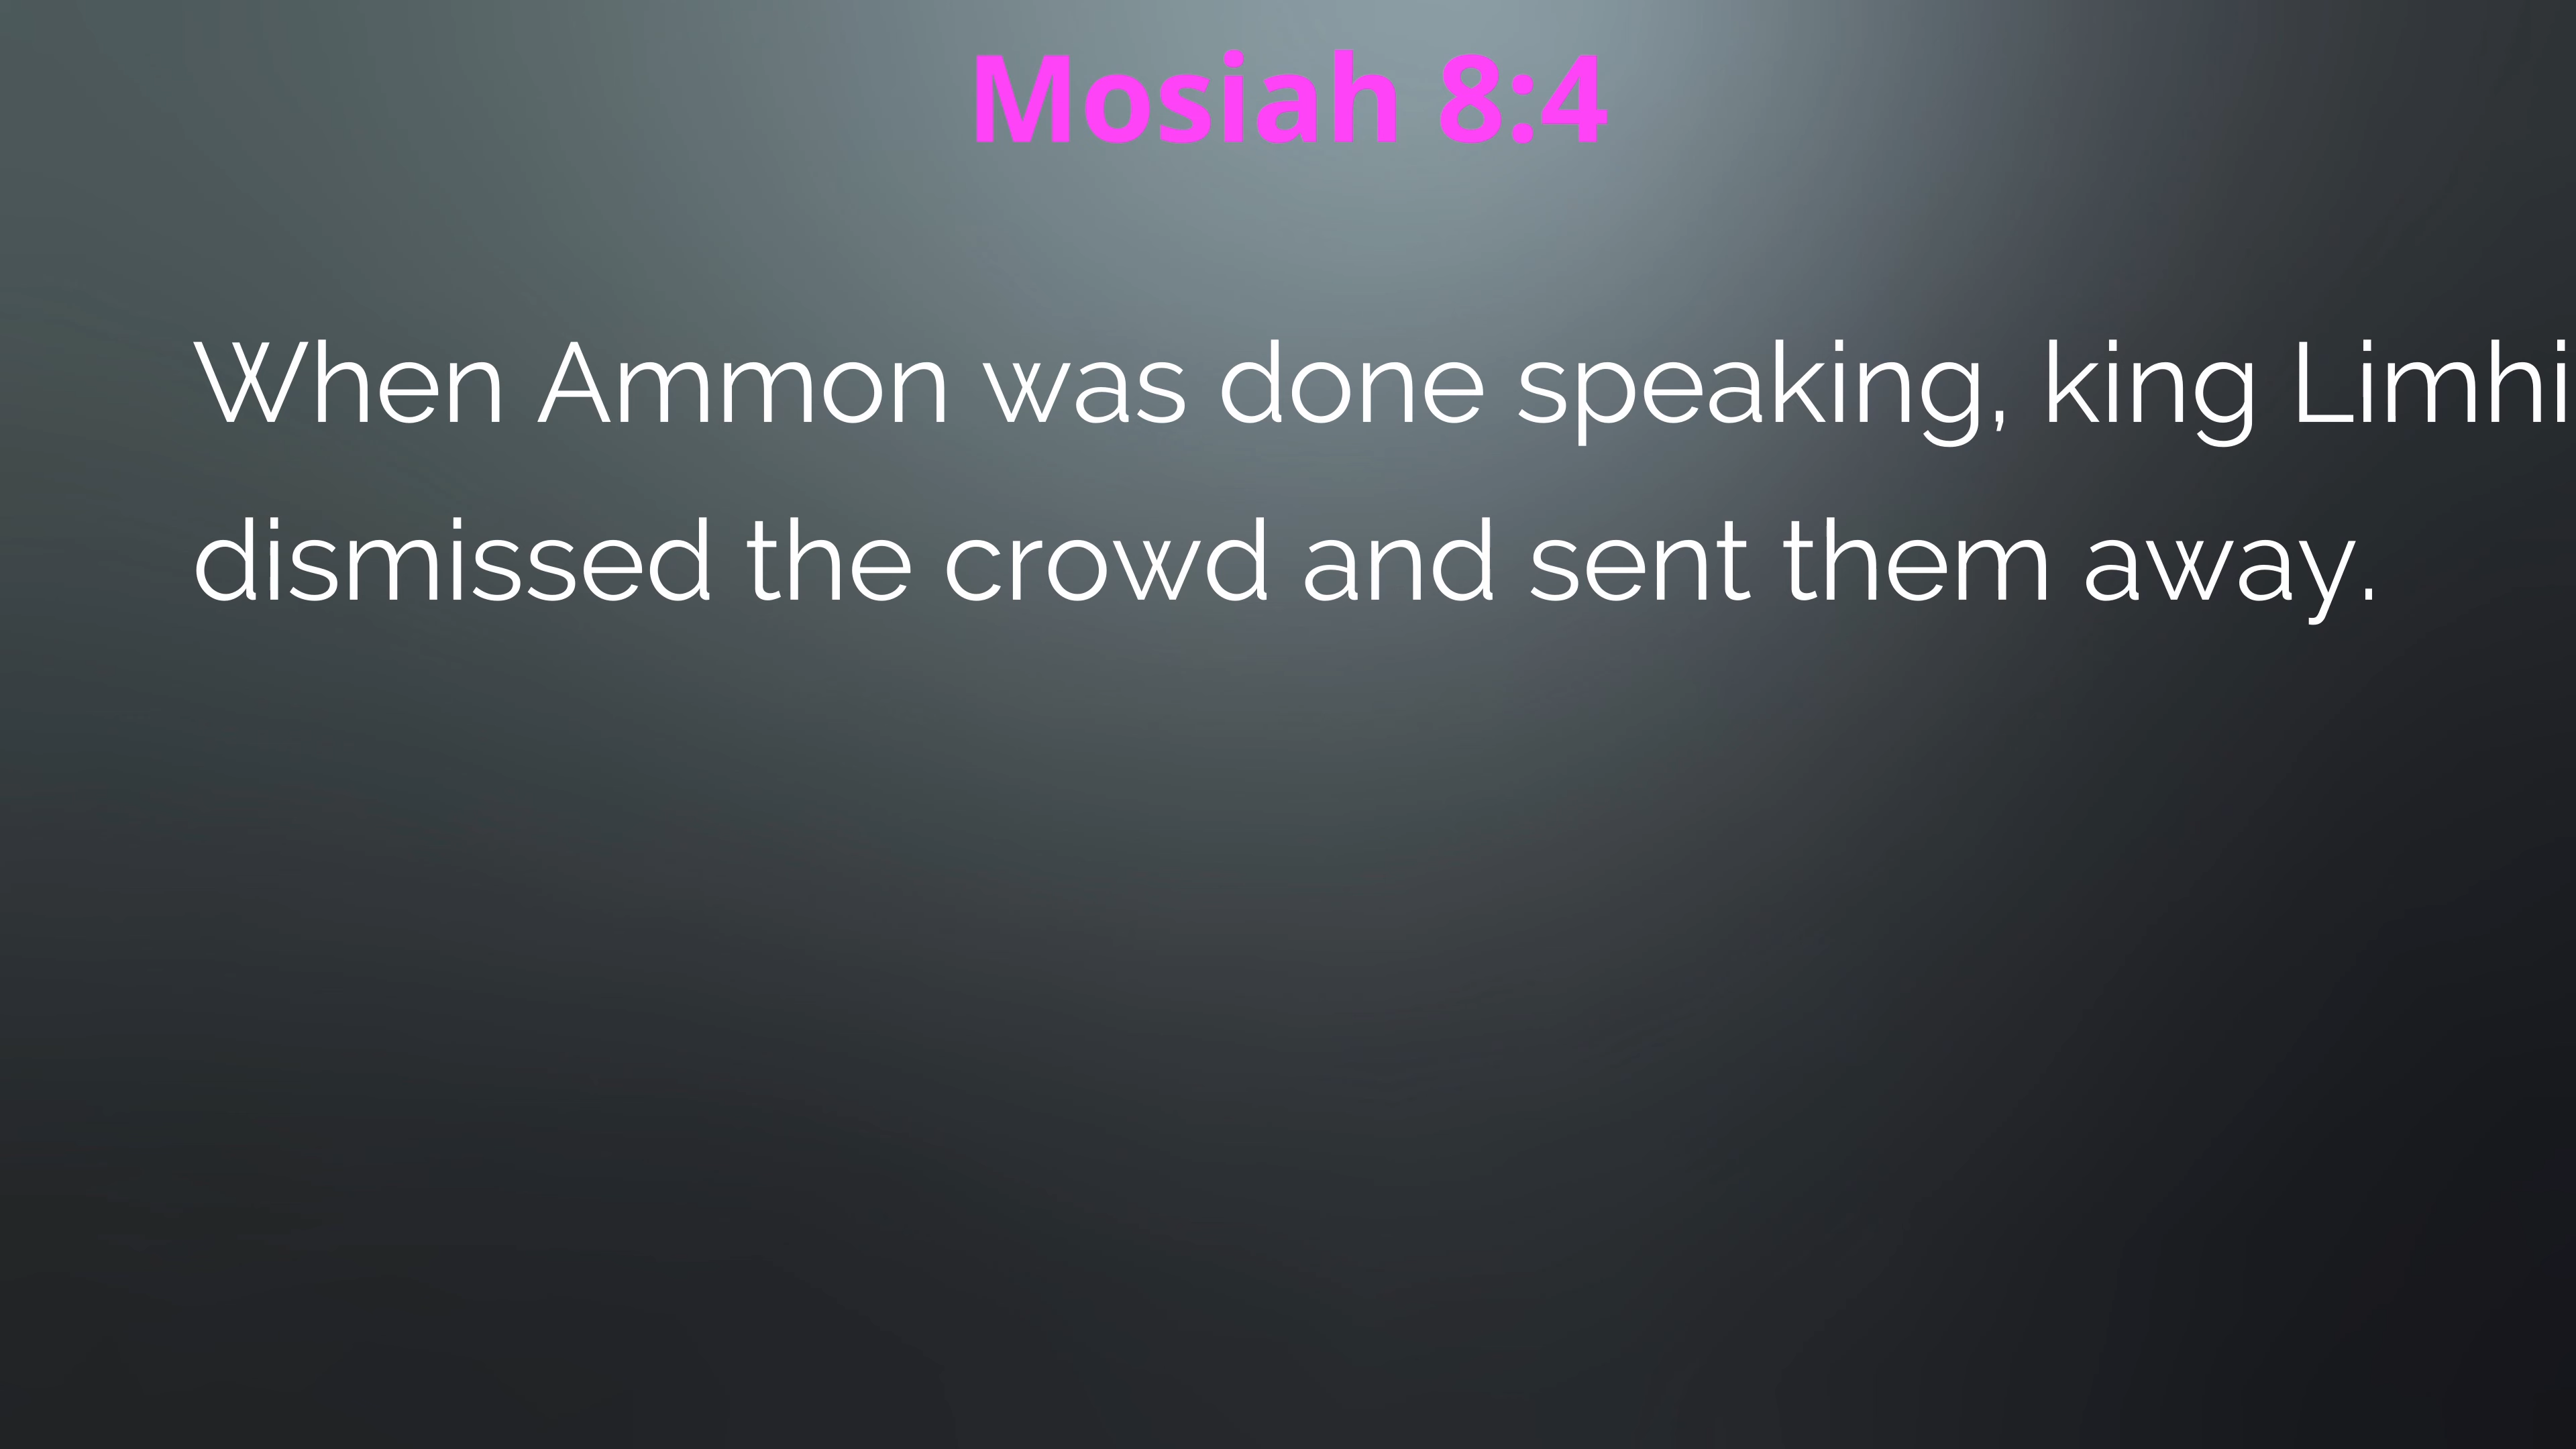 Mosiah 8:4
When Ammon was done speaking, king Limhi
dismissed the crowd and sent them away.